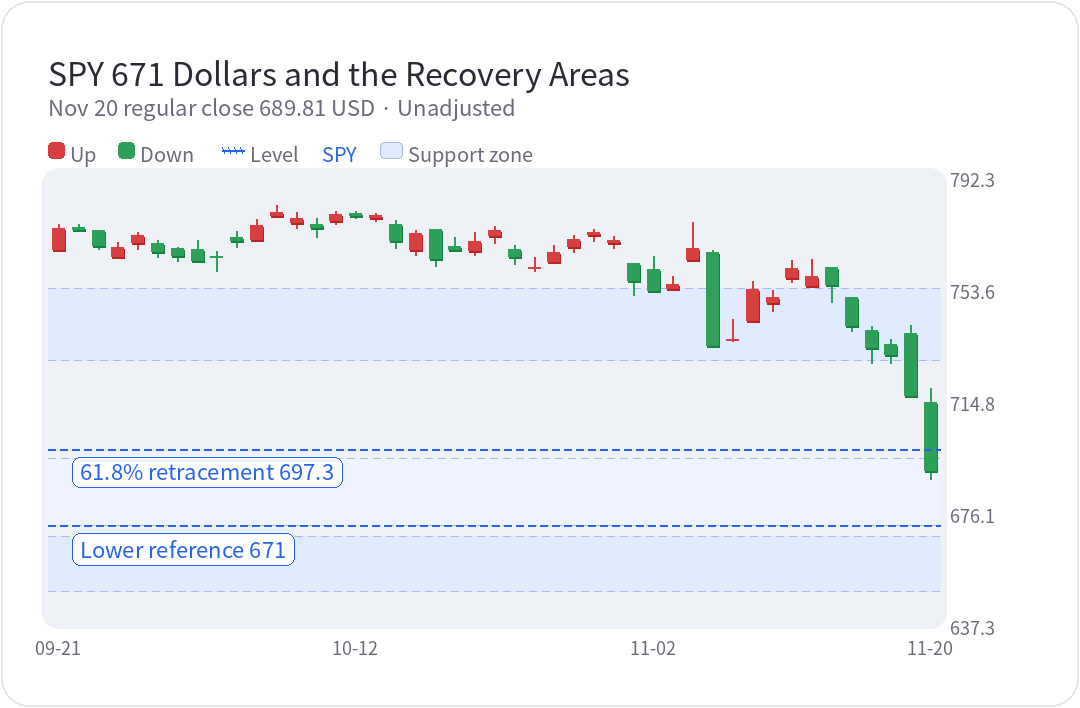 SPY 671 Dollars and the Recovery Areas
Nov 20 regular close 689.81 USD · Unadjusted
Up Down Level SPY Support zone
792.3
753.6
714.8
61.8% retracement 697.3
676.1
Lower reference 671
637.3
09-21 10-12 11-02 11-20